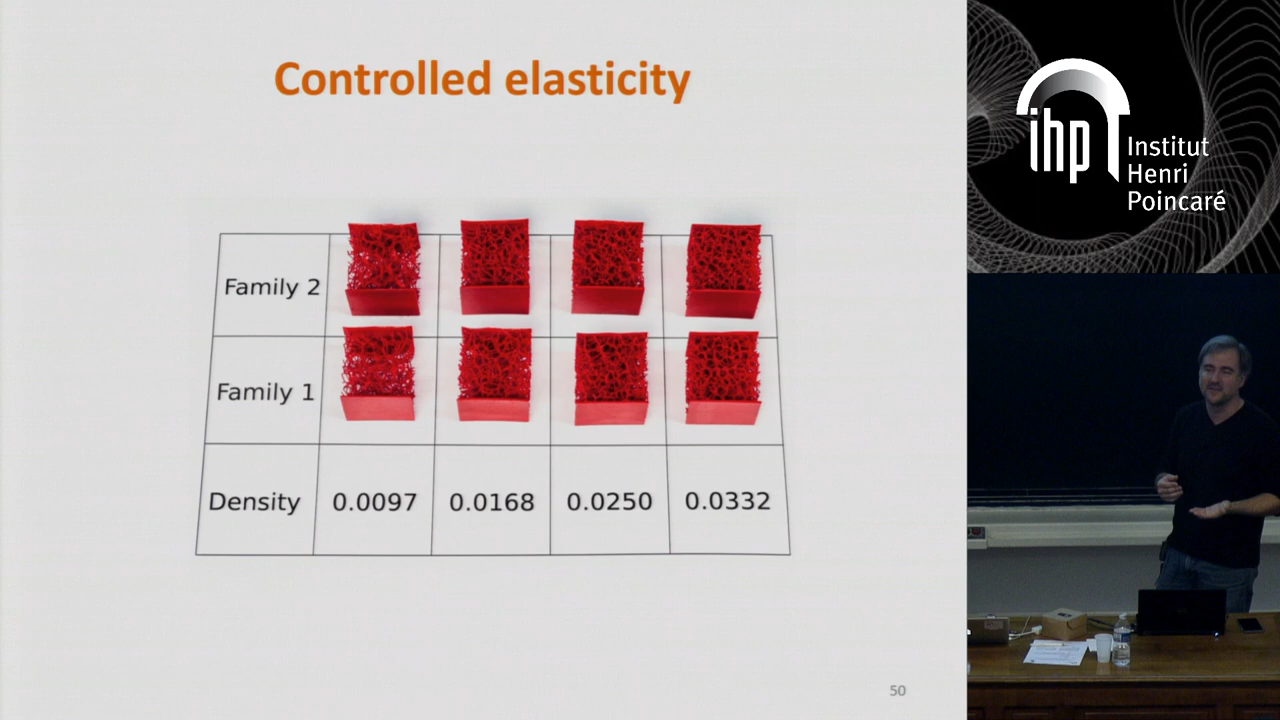 Controlled elasticity
Family 2
Family 1
Density 0.0097 0.0168 0.0250 0.0332
50
ihp Institut
Henri
Poincaré